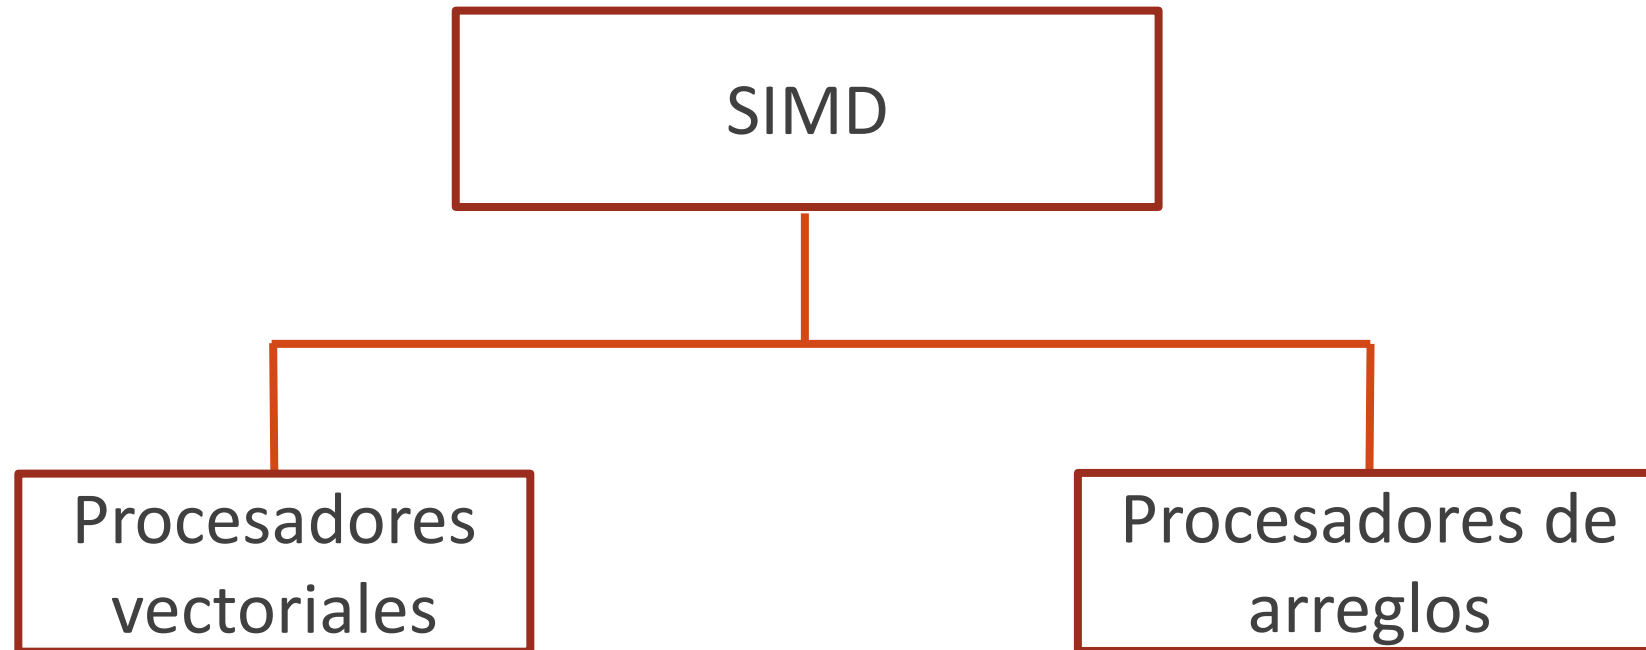 SIMD
Procesadores
vectoriales
Procesadores de
arreglos